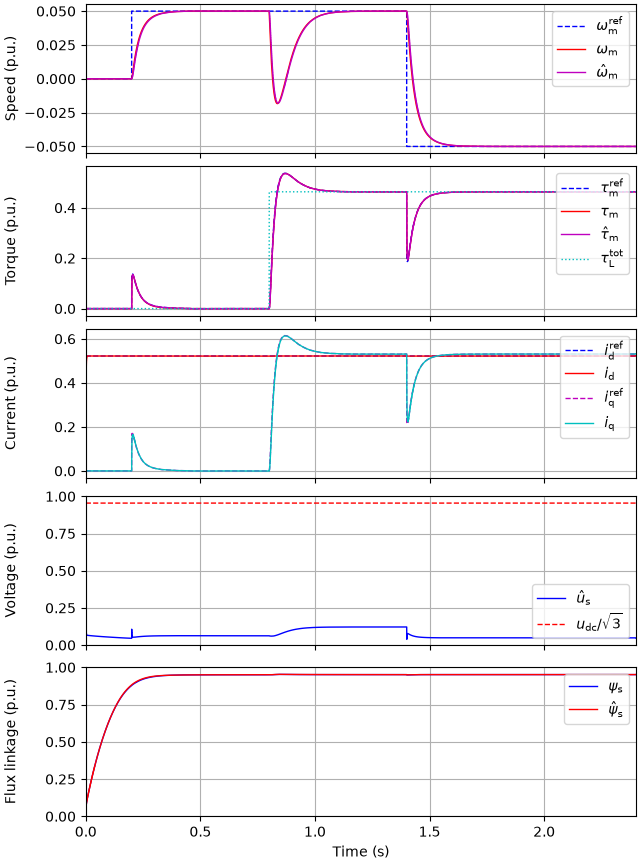 Speed (p.u.)
0.050
0.025
0.000
−0.025
−0.050
ω_m^ref
ω_m
ω̂_m
Torque (p.u.)
0.4
0.2
0.0
τ_m^ref
τ_m
τ̂_m
τ_L^tot
Current (p.u.)
0.6
0.4
0.2
0.0
i_d^ref
i_d
i_q^ref
i_q
Voltage (p.u.)
1.00
0.75
0.50
0.25
0.00
û_s
u_dc/√3
Flux linkage (p.u.)
1.00
0.75
0.50
0.25
0.00
ψ_s
ψ̂_s
0.0 0.5 1.0 1.5 2.0
Time (s)